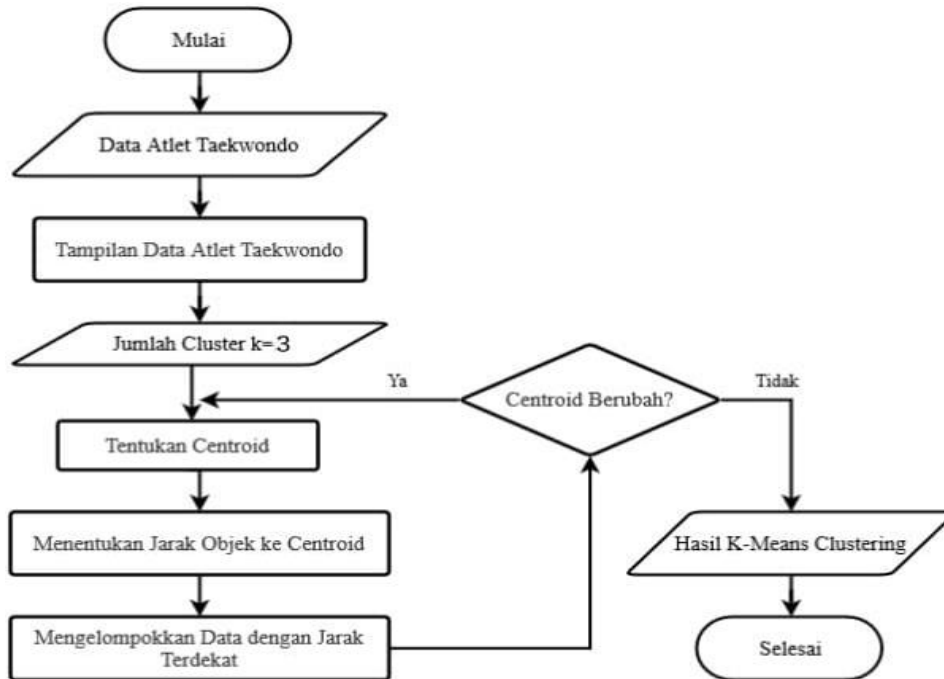 Mulai
Data Atlet Taekwondo
Tampilan Data Atlet Taekwondo
Jumlah Cluster k=3
Ya
Centroid Berubah?
Tidak
Tentukan Centroid
Menentukan Jarak Objek ke Centroid
Hasil K-Means Clustering
Mengelompokkan Data dengan Jarak
Terdekat
Selesai